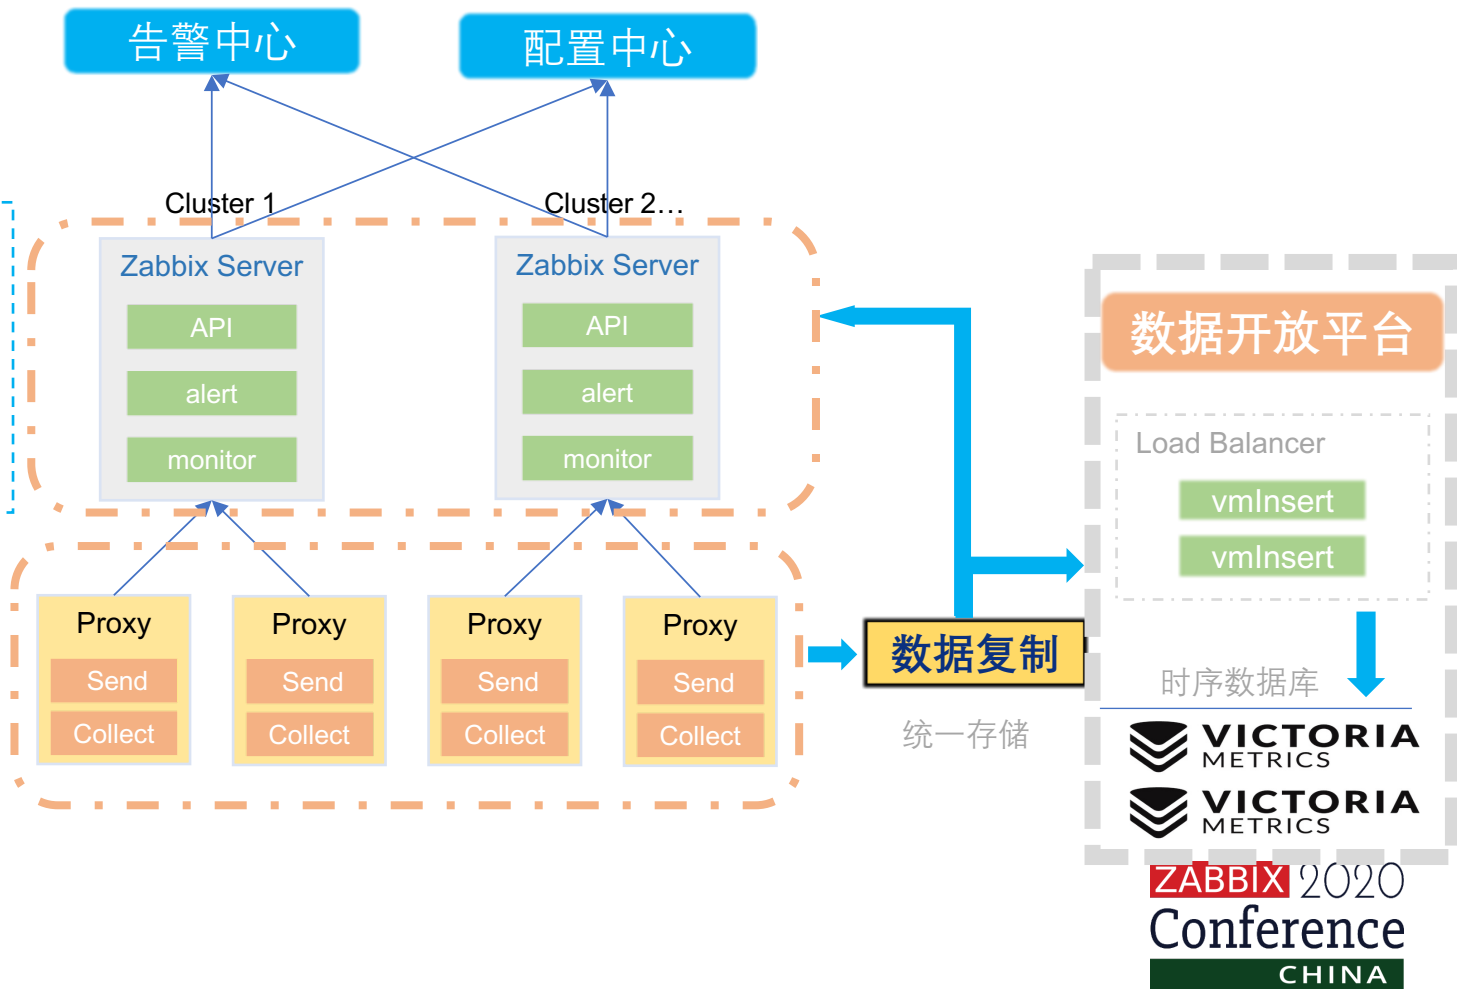 告警中心
配置中心
Cluster 1
Cluster 2…
Zabbix Server
API
alert
monitor
Zabbix Server
API
alert
monitor
Proxy
Send
Collect
Proxy
Send
Collect
Proxy
Send
Collect
Proxy
Send
Collect
数据复制
统一存储
数据开放平台
Load Balancer
vmInsert
vmInsert
时序数据库
VICTORIA
METRICS
VICTORIA
METRICS
ZABBIX 2020
Conference
CHINA